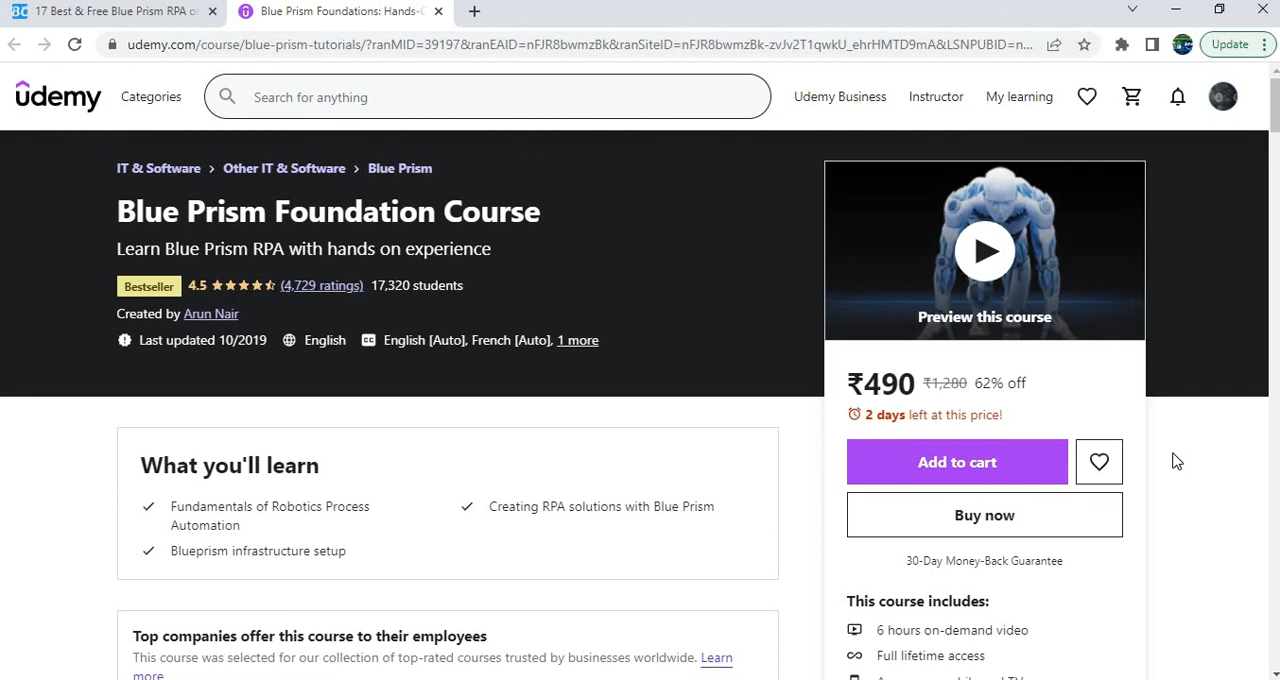 17 Best & Free Blue Prism RPA or
Blue Prism Foundations: Hands-C
udemy.com/course/blue-prism-tutorials/?ranMID=39197&ranEAID=nFJR8bwmzBk&ranSiteID=nFJR8bwmzBk-zvJv2T1qwkU_ehrHMTD9mA&LSNPUBID=n...
Update
udemy
Categories
Search for anything
Udemy Business
Instructor
My learning
IT & Software > Other IT & Software > Blue Prism
Blue Prism Foundation Course
Learn Blue Prism RPA with hands on experience
Bestseller 4.5 (4,729 ratings) 17,320 students
Created by Arun Nair
Last updated 10/2019 English CC English [Auto], French [Auto], 1 more
Preview this course
₹490 ₹1,280 62% off
2 days left at this price!
Add to cart
Buy now
30-Day Money-Back Guarantee
This course includes:
6 hours on-demand video
Full lifetime access
What you'll learn
Fundamentals of Robotics Process
Automation
Creating RPA solutions with Blue Prism
Blueprism infrastructure setup
Top companies offer this course to their employees
This course was selected for our collection of top-rated courses trusted by businesses worldwide. Learn
more